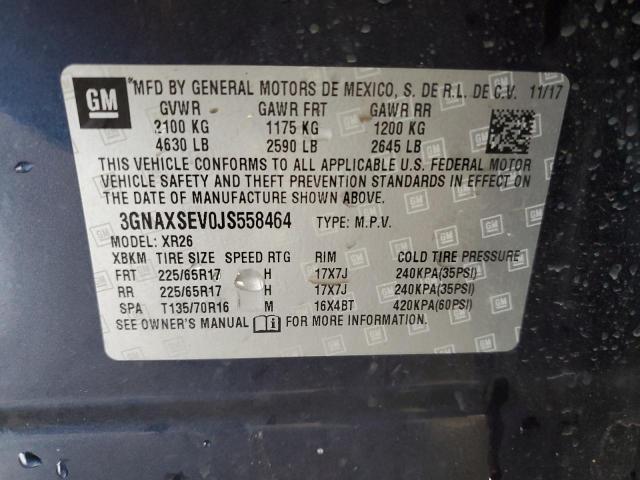 GM
MFD BY GENERAL MOTORS DE MEXICO, S. DE R.L. DE C.V. 11/17
GVWR GAWR FRT GAWR RR
2100 KG 1175 KG 1200 KG
4630 LB 2590 LB 2645 LB
THIS VEHICLE CONFORMS TO ALL APPLICABLE U.S. FEDERAL MOTOR
VEHICLE SAFETY AND THEFT PREVENTION STANDARDS IN EFFECT ON
THE DATE OF MANUFACTURE SHOWN ABOVE.
3GNAXSEV0JS558464 TYPE: M.P.V.
MODEL: XR26
XBKM TIRE SIZE SPEED RTG RIM COLD TIRE PRESSURE
FRT 225/65R17 H 17X7J 240KPA(35PSI)
RR 225/65R17 H 17X7J 240KPA(35PSI)
SPA T135/70R16 M 16X4BT 420KPA(60PSI)
SEE OWNER'S MANUAL FOR MORE INFORMATION.